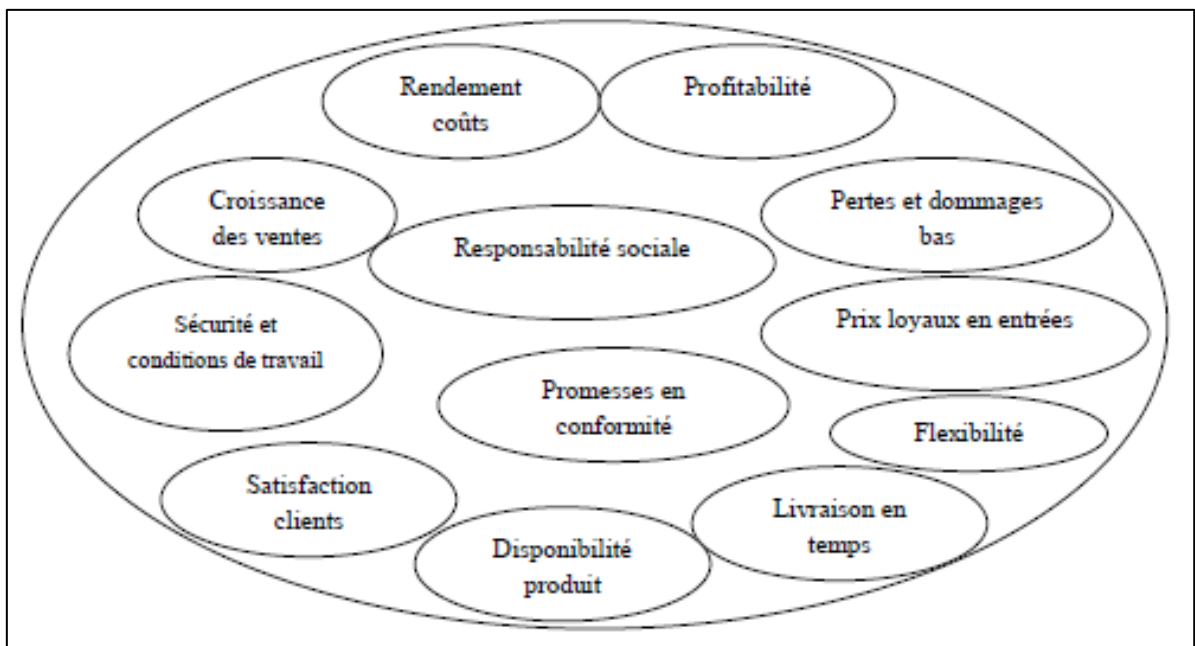 Rendement
coûts
Profitabilité
Croissance
des ventes
Pertes et dommages
bas
Responsabilité sociale
Sécurité et
conditions de travail
Prix loyaux en entrées
Promesses en
conformité
Flexibilité
Satisfaction
clients
Livraison en
temps
Disponibilité
produit